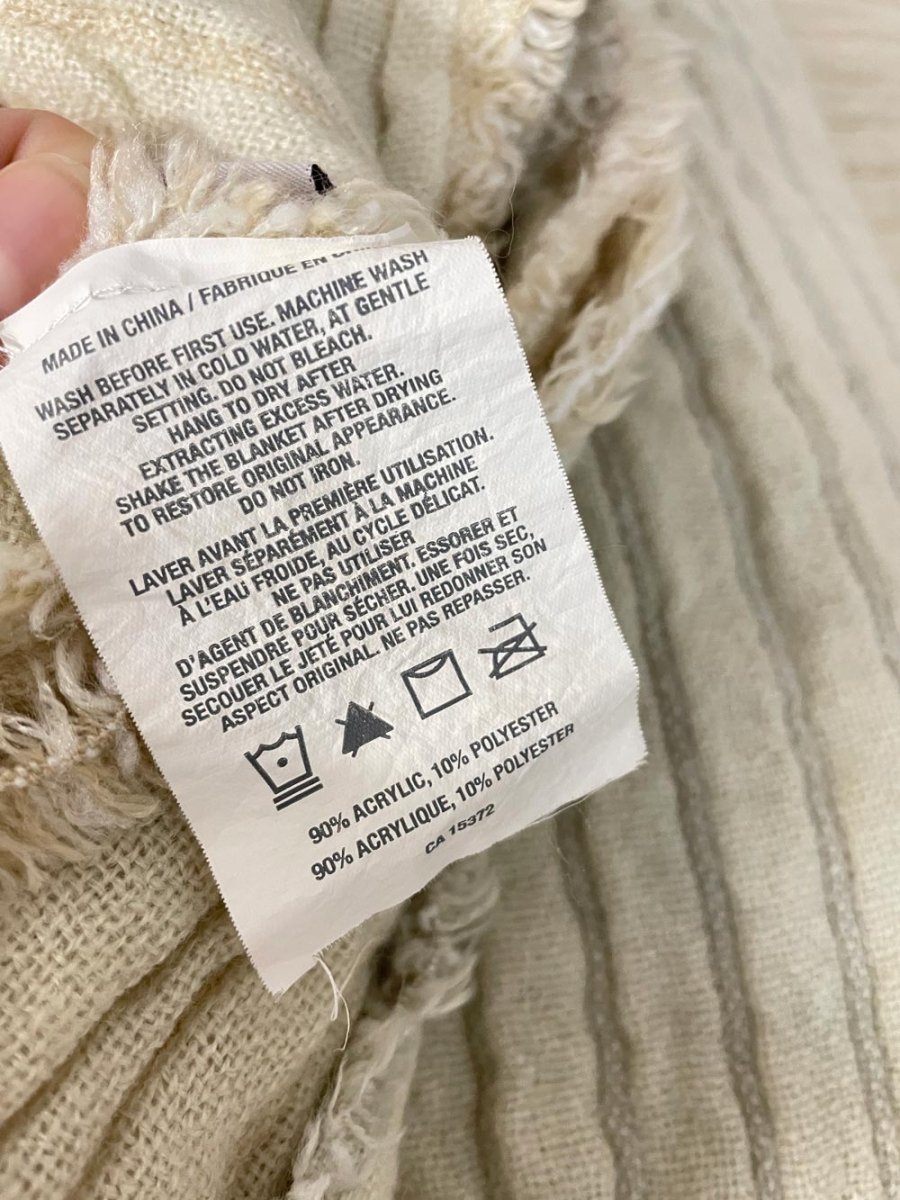 MADE IN CHINA / FABRIQUÉ EN
WASH BEFORE FIRST USE. MACHINE WASH
SEPARATELY IN COLD WATER, AT GENTLE
SETTING. DO NOT BLEACH.
HANG TO DRY AFTER
EXTRACTING EXCESS WATER.
SHAKE THE BLANKET AFTER DRYING
TO RESTORE ORIGINAL APPEARANCE.
DO NOT IRON.
LAVER AVANT LA PREMIÈRE UTILISATION.
LAVER SÉPARÉMENT À LA MACHINE
À L'EAU FROIDE, AU CYCLE DÉLICAT.
NE PAS UTILISER
D'AGENT DE BLANCHIMENT. ESSORER ET
SUSPENDRE POUR SÉCHER. UNE FOIS SEC,
SECOUER LE JETÉ POUR LUI REDONNER SON
ASPECT ORIGINAL. NE PAS REPASSER.
90% ACRYLIC, 10% POLYESTER
90% ACRYLIQUE, 10% POLYESTER
CA 15372